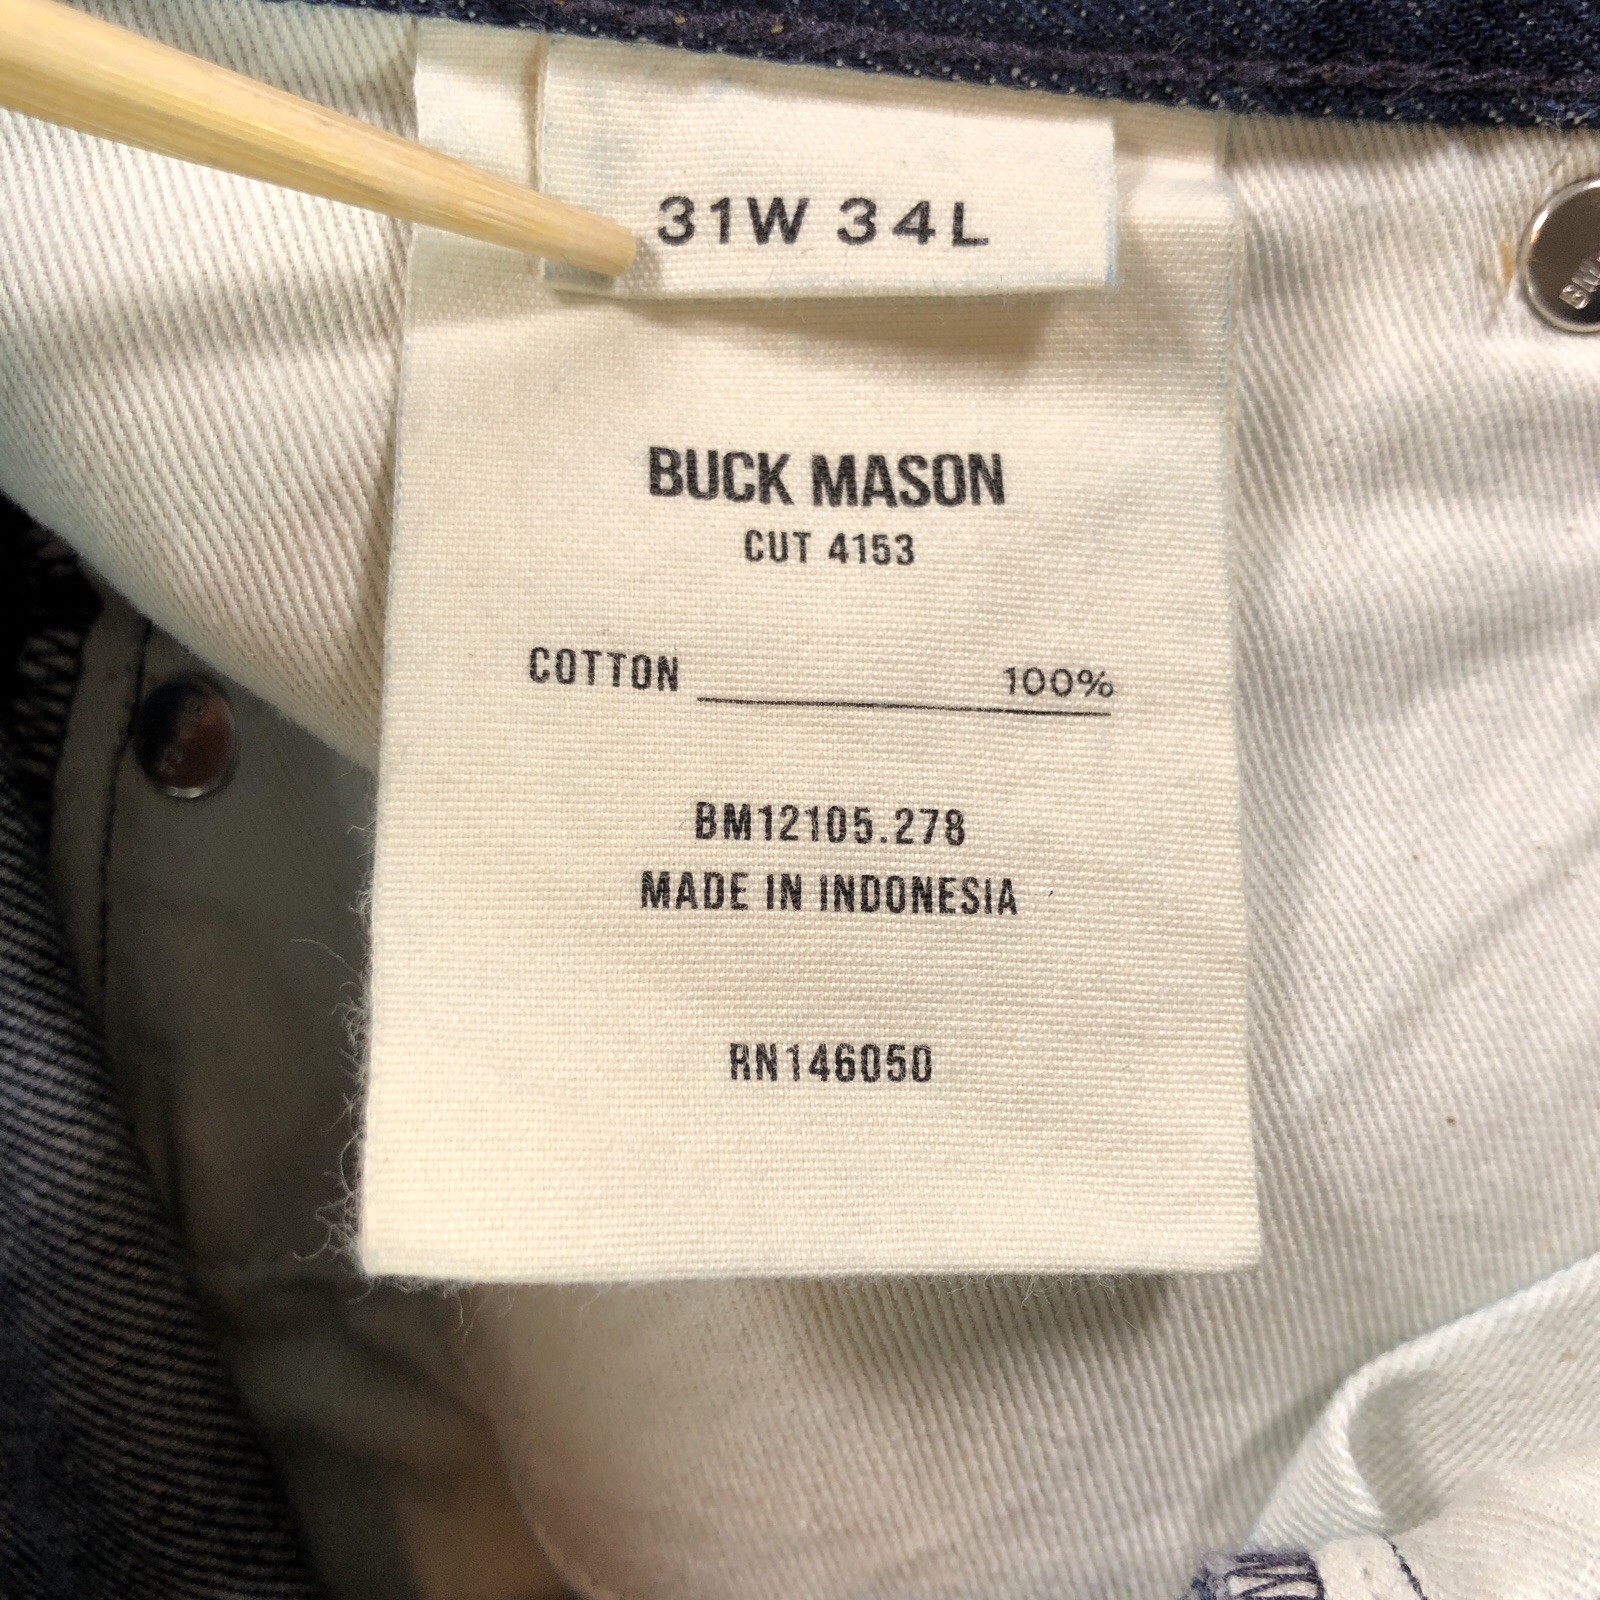 31W 34L
BUCK MASON
CUT 4153
COTTON 100%
BM12105.278
MADE IN INDONESIA
RN146050